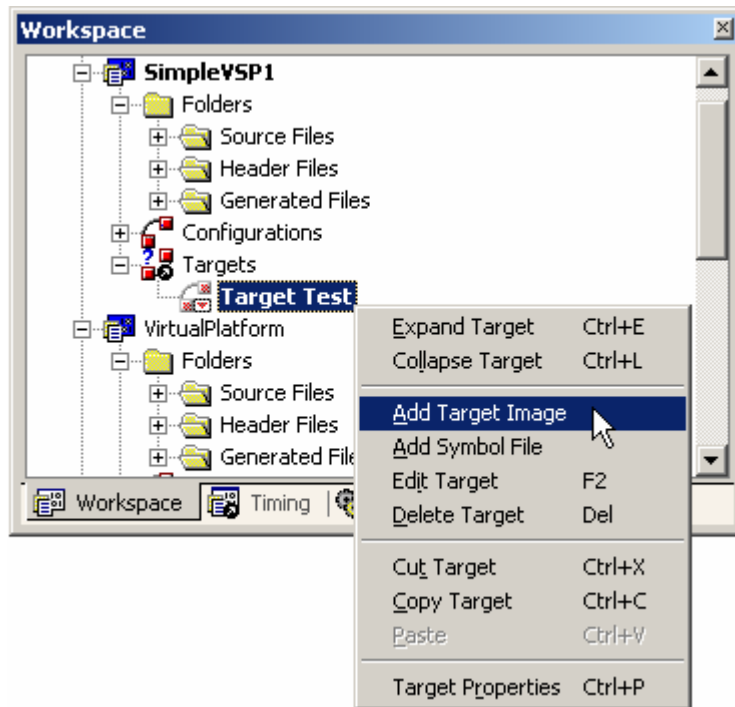 Workspace
SimpleVSP1
Folders
Source Files
Header Files
Generated Files
Configurations
Targets
Target Test
VirtualPlatform
Folders
Source Files
Header Files
Generated File
Workspace Timing
Expand Target Ctrl+E
Collapse Target Ctrl+L
Add Target Image
Add Symbol File
Edit Target F2
Delete Target Del
Cut Target Ctrl+X
Copy Target Ctrl+C
Paste Ctrl+V
Target Properties Ctrl+P